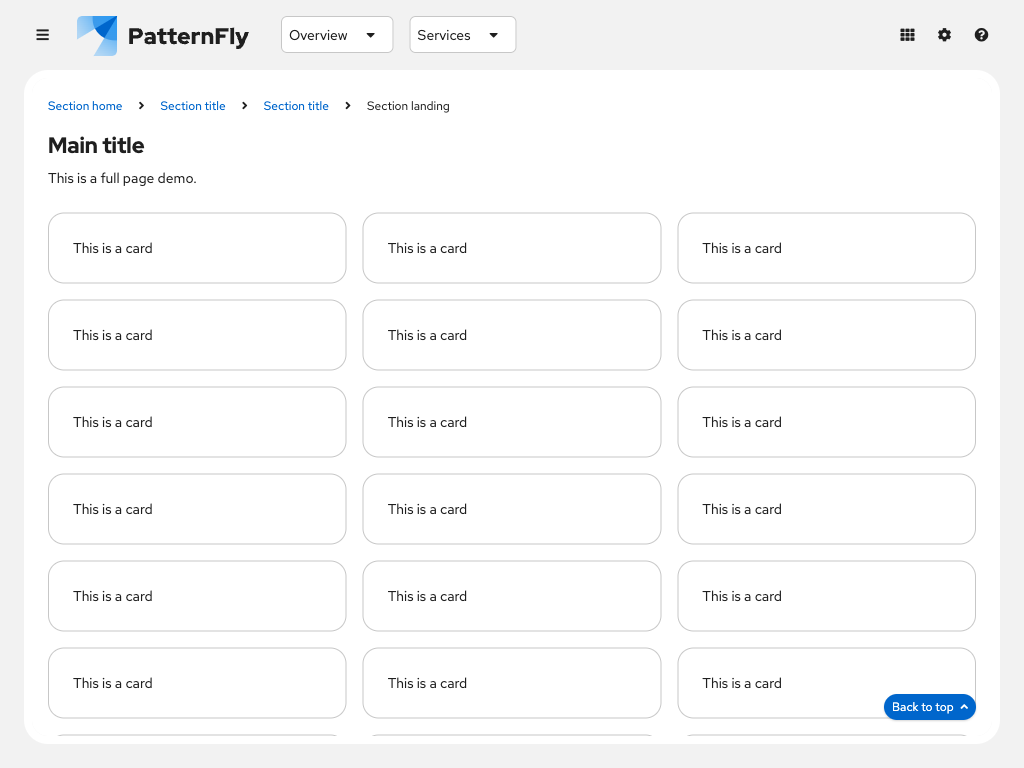 PatternFly Overview Services
Section home Section title Section title Section landing
Main title
This is a full page demo.
This is a card This is a card This is a card
This is a card This is a card This is a card
This is a card This is a card This is a card
This is a card This is a card This is a card
This is a card This is a card This is a card
This is a card This is a card This is a card
Back to top